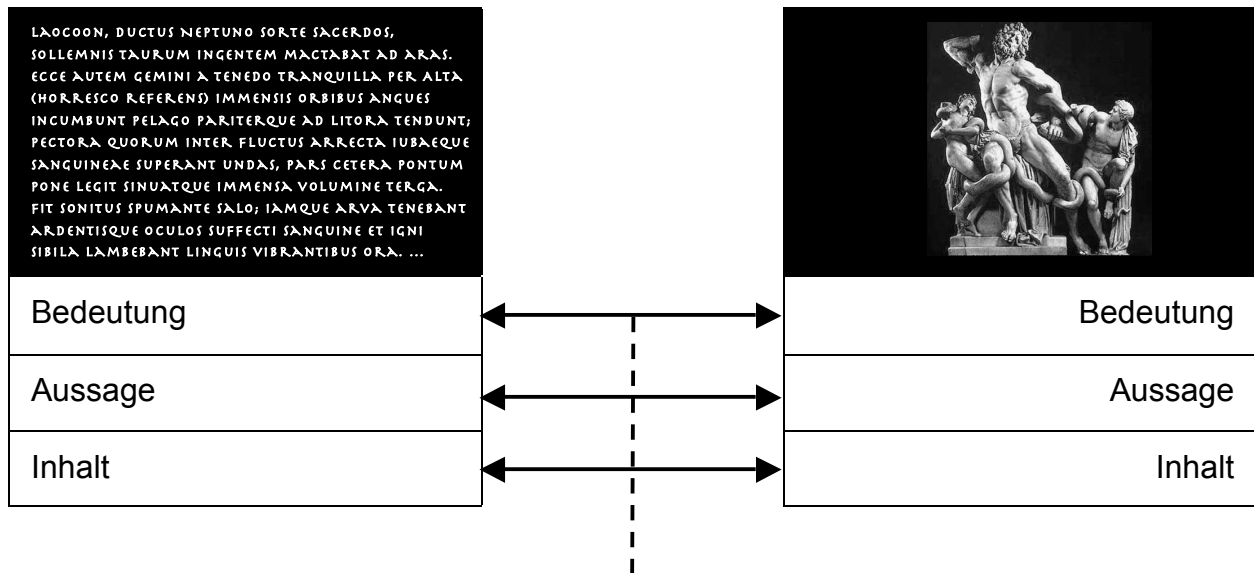 LAOCOON, DUCTUS NEPTUNO SORTE SACERDOS,
SOLLEMNIS TAURUM INGENTEM MACTABAT AD ARAS.
ECCE AUTEM GEMINI A TENEDO TRANQUILLA PER ALTA
(HORRESCO REFERENS) IMMENSIS ORBIBUS ANGUES
INCUMBUNT PELAGO PARITERQUE AD LITORA TENDUNT;
PECTORA QUORUM INTER FLUCTUS ARRECTA IUBAEQUE
SANGUINEAE SUPERANT UNDAS, PARS CETERA PONTUM
PONE LEGIT SINUATQUE IMMENSA VOLUMINE TERGA.
FIT SONITUS SPUMANTE SALO; IAMQUE ARVA TENEBANT
ARDENTISQUE OCULOS SUFFECTI SANGUINE ET IGNI
SIBILA LAMBEBANT LINGUIS VIBRANTIBUS ORA. ...
Bedeutung
Aussage
Inhalt
Bedeutung
Aussage
Inhalt